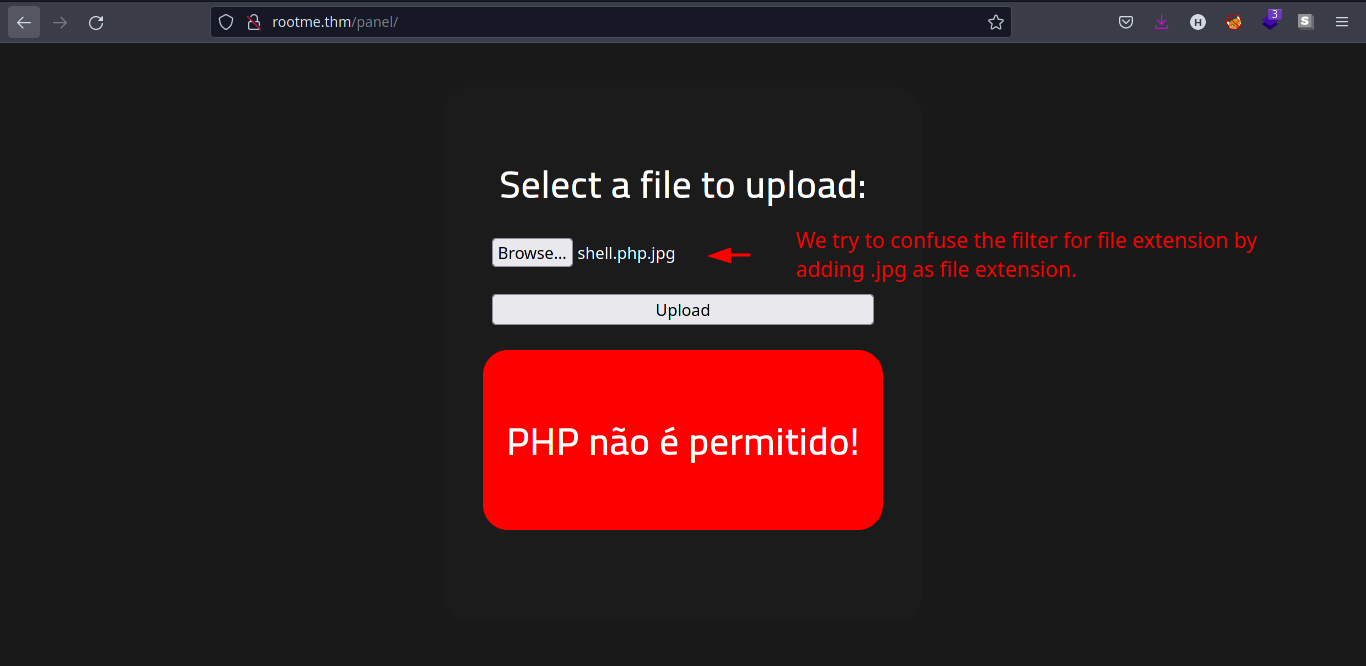 rootme.thm/panel/
H
3
S
Select a file to upload:
Browse... shell.php.jpg
We try to confuse the filter for file extension by
adding .jpg as file extension.
Upload
PHP não é permitido!